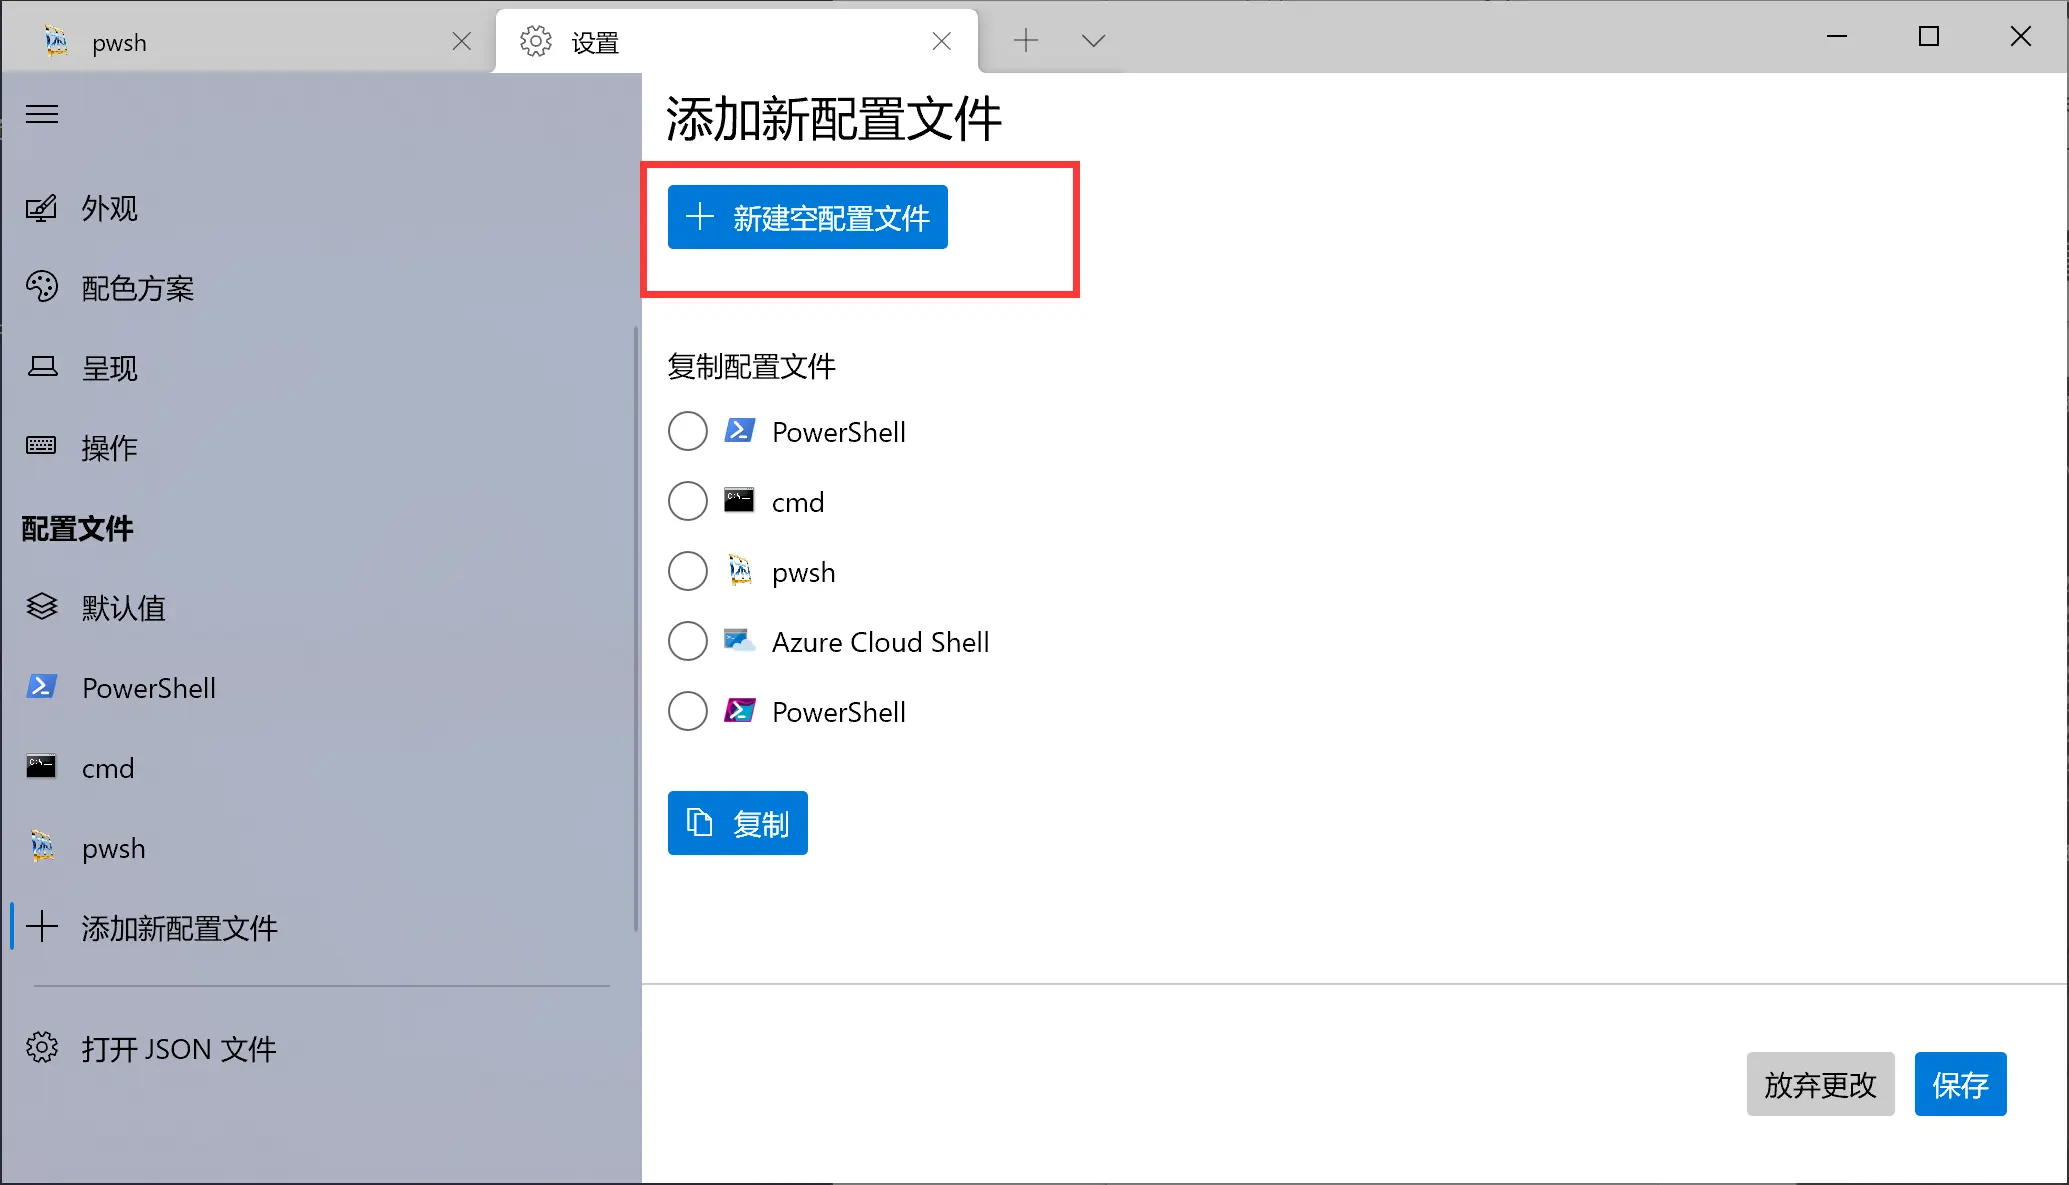 pwsh
设置
外观
配色方案
呈现
操作
配置文件
默认值
PowerShell
cmd
pwsh
添加新配置文件
打开 JSON 文件
添加新配置文件
新建空配置文件
复制配置文件
PowerShell
cmd
pwsh
Azure Cloud Shell
PowerShell
复制
放弃更改
保存